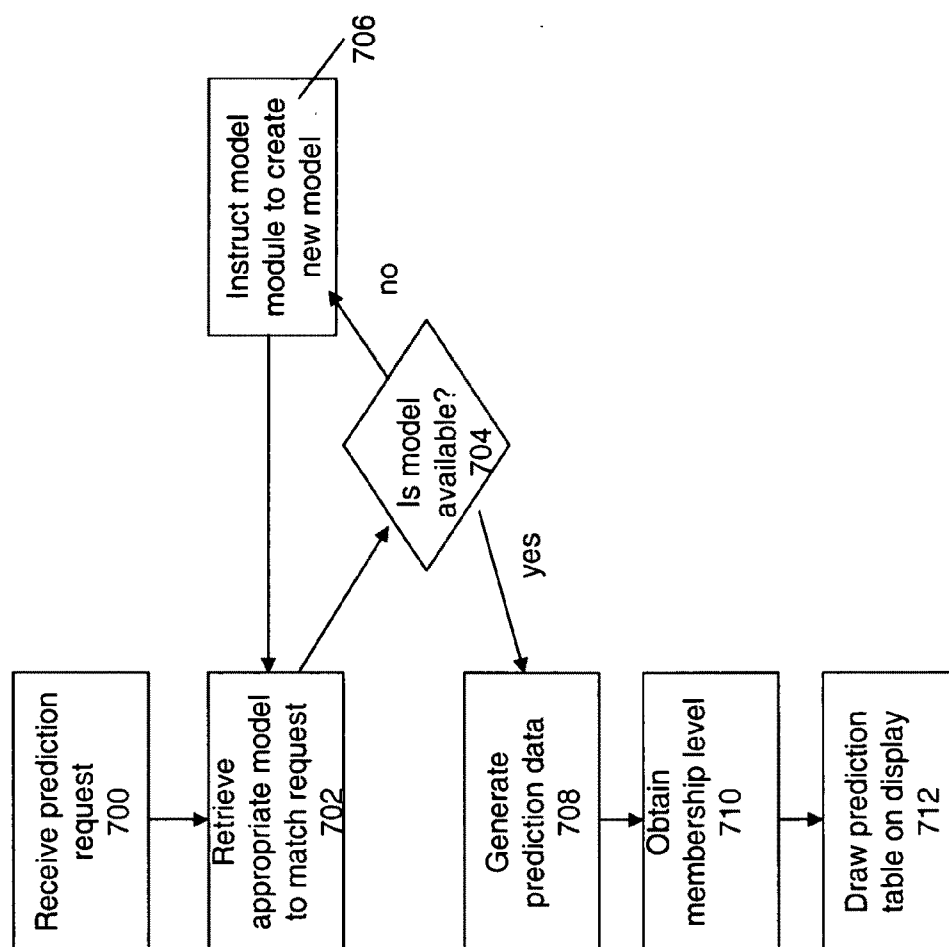 Receive prediction
request
700
Retrieve
appropriate model
to match request
702
Is model
available?
704
no
Instruct model
module to create
new model
706
yes
Generate
prediction data
708
Obtain
membership level
710
Draw prediction
table on display
712